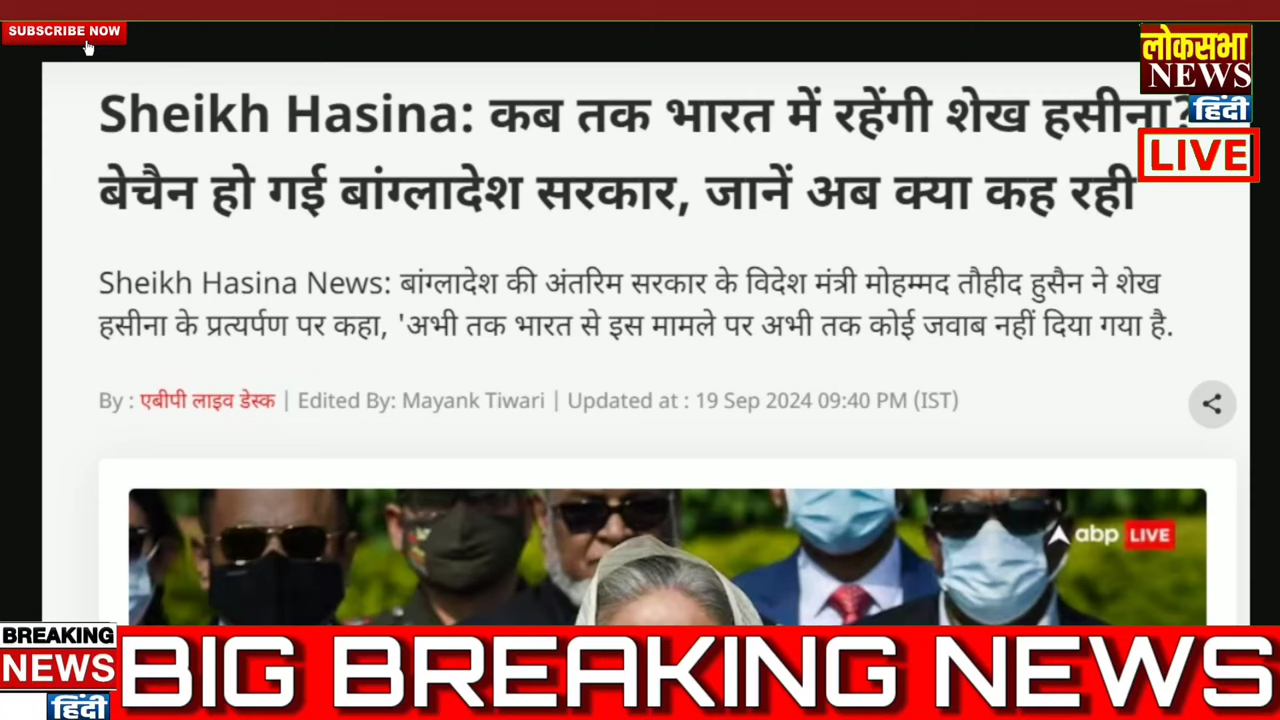 SUBSCRIBE NOW
लोकसभा
NEWS
हिंदी
LIVE
Sheikh Hasina: कब तक भारत में रहेंगी शेख हसीना?
बेचैन हो गई बांग्लादेश सरकार, जानें अब क्या कह रही
Sheikh Hasina News: बांग्लादेश की अंतरिम सरकार के विदेश मंत्री मोहम्मद तौहीद हुसैन ने शेख
हसीना के प्रत्यर्पण पर कहा, 'अभी तक भारत से इस मामले पर अभी तक कोई जवाब नहीं दिया गया है.
By : एबीपी लाइव डेस्क | Edited By: Mayank Tiwari | Updated at : 19 Sep 2024 09:40 PM (IST)
abp LIVE
BREAKING
NEWS
हिंदी
BIG BREAKING NEWS